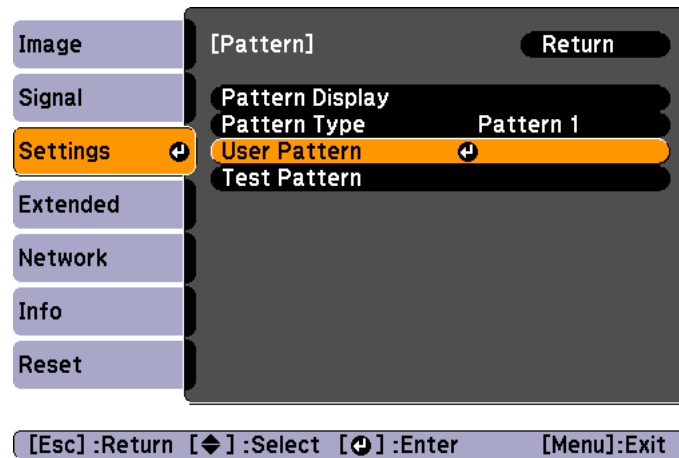 Image
Signal
Settings
Extended
Network
Info
Reset
[Pattern] Return
Pattern Display
Pattern Type Pattern 1
User Pattern
Test Pattern
[Esc] :Return [] :Select [] :Enter [Menu]:Exit